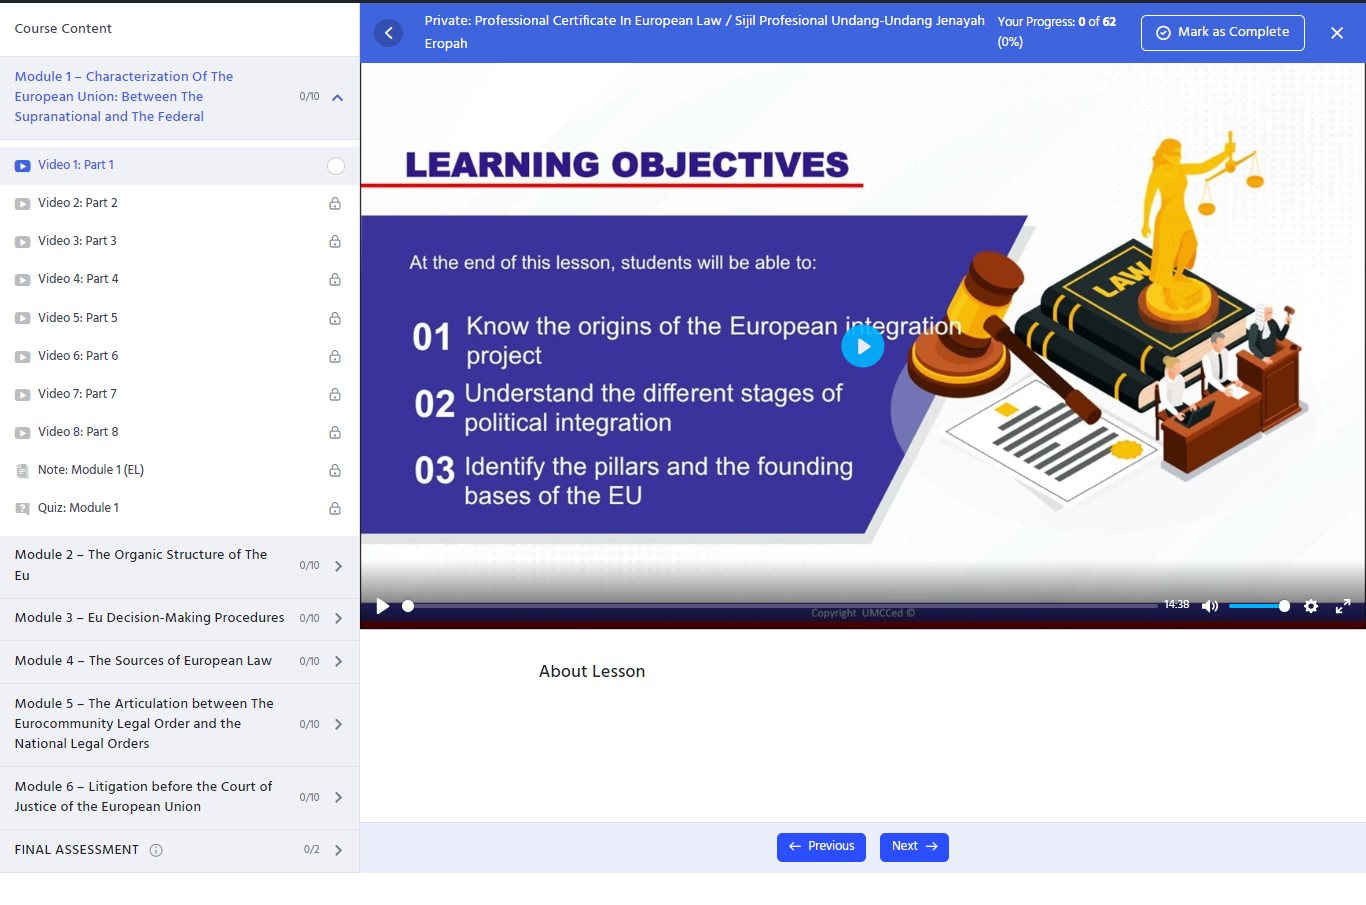 Course Content
Module 1 – Characterization Of The
European Union: Between The
Supranational and The Federal
0/10
Video 1: Part 1
Video 2: Part 2
Video 3: Part 3
Video 4: Part 4
Video 5: Part 5
Video 6: Part 6
Video 7: Part 7
Video 8: Part 8
Note: Module 1 (EL)
Quiz: Module 1
Module 2 – The Organic Structure of The
Eu
0/10
Module 3 – Eu Decision-Making Procedures
0/10
Module 4 – The Sources of European Law
0/10
Module 5 – The Articulation between The
Eurocommunity Legal Order and the
National Legal Orders
0/10
Module 6 – Litigation before the Court of
Justice of the European Union
0/10
FINAL ASSESSMENT
0/2
Private: Professional Certificate In European Law / Sijil Profesional Undang-Undang Jenayah
Eropah
Your Progress: 0 of 62
(0%)
Mark as Complete
LEARNING OBJECTIVES
At the end of this lesson, students will be able to:
01 Know the origins of the European integration
project
02 Understand the different stages of
political integration
03 Identify the pillars and the founding
bases of the EU
LAW
14:38
Copyright UMCCed ©
About Lesson
Previous
Next